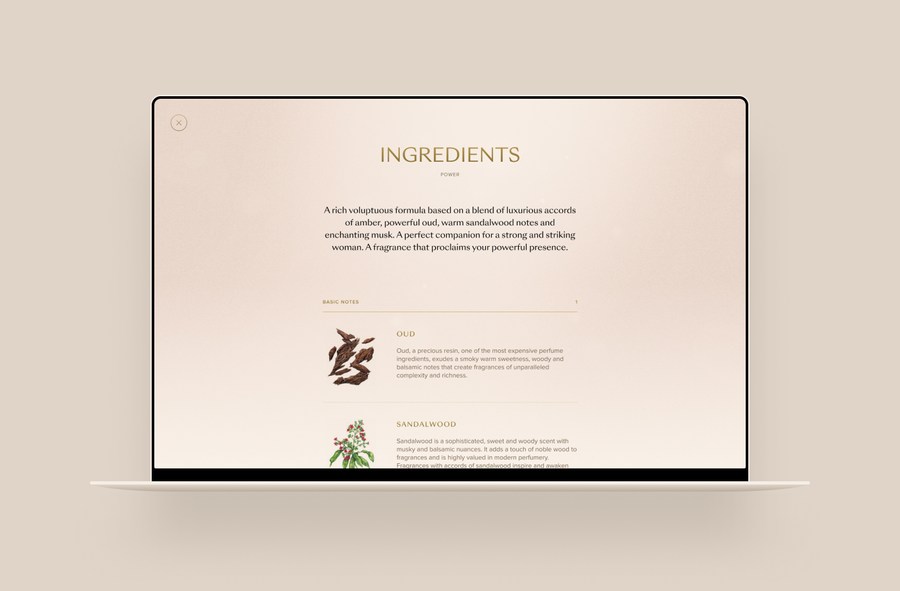 INGREDIENTS
POWER
A rich voluptuous formula based on a blend of luxurious accords
of amber, powerful oud, warm sandalwood notes and
enchanting musk. A perfect companion for a strong and striking
woman. A fragrance that proclaims your powerful presence.
BASIC NOTES 1
OUD
Oud, a precious resin, one of the most expensive perfume
ingredients, exudes a smoky warm sweetness, woody and
balsamic notes that create fragrances of unparalleled
complexity and richness.
SANDALWOOD
Sandalwood is a sophisticated, sweet and woody scent with
musky and balsamic nuances. It adds a touch of noble wood to
fragrances and is highly valued in modern perfumery.
Fragrances with accords of sandalwood inspire and awaken